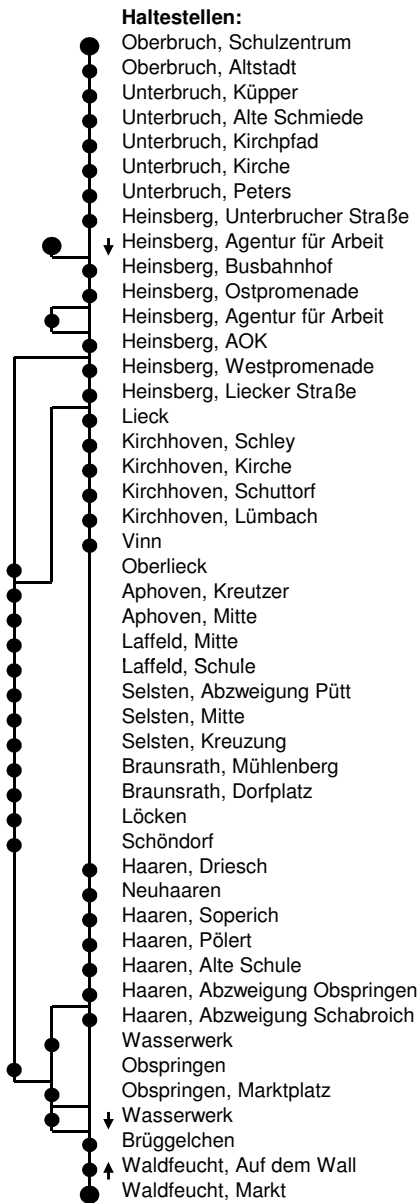 Haltestellen:
Oberbruch, Schulzentrum
Oberbruch, Altstadt
Unterbruch, Küpper
Unterbruch, Alte Schmiede
Unterbruch, Kirchpfad
Unterbruch, Kirche
Unterbruch, Peters
Heinsberg, Unterbrucher Straße
Heinsberg, Agentur für Arbeit
Heinsberg, Busbahnhof
Heinsberg, Ostpromenade
Heinsberg, Agentur für Arbeit
Heinsberg, AOK
Heinsberg, Westpromenade
Heinsberg, Liecker Straße
Lieck
Kirchhoven, Schley
Kirchhoven, Kirche
Kirchhoven, Schuttorf
Kirchhoven, Lümbach
Vinn
Oberlieck
Aphoven, Kreutzer
Aphoven, Mitte
Laffeld, Mitte
Laffeld, Schule
Selsten, Abzweigung Pütt
Selsten, Mitte
Selsten, Kreuzung
Braunsrath, Mühlenberg
Braunsrath, Dorfplatz
Löcken
Schöndorf
Haaren, Driesch
Neuhaaren
Haaren, Soperich
Haaren, Pölert
Haaren, Alte Schule
Haaren, Abzweigung Obspringen
Haaren, Abzweigung Schabroich
Wasserwerk
Obspringen
Obspringen, Marktplatz
Wasserwerk
Brüggelchen
Waldfeucht, Auf dem Wall
Waldfeucht, Markt